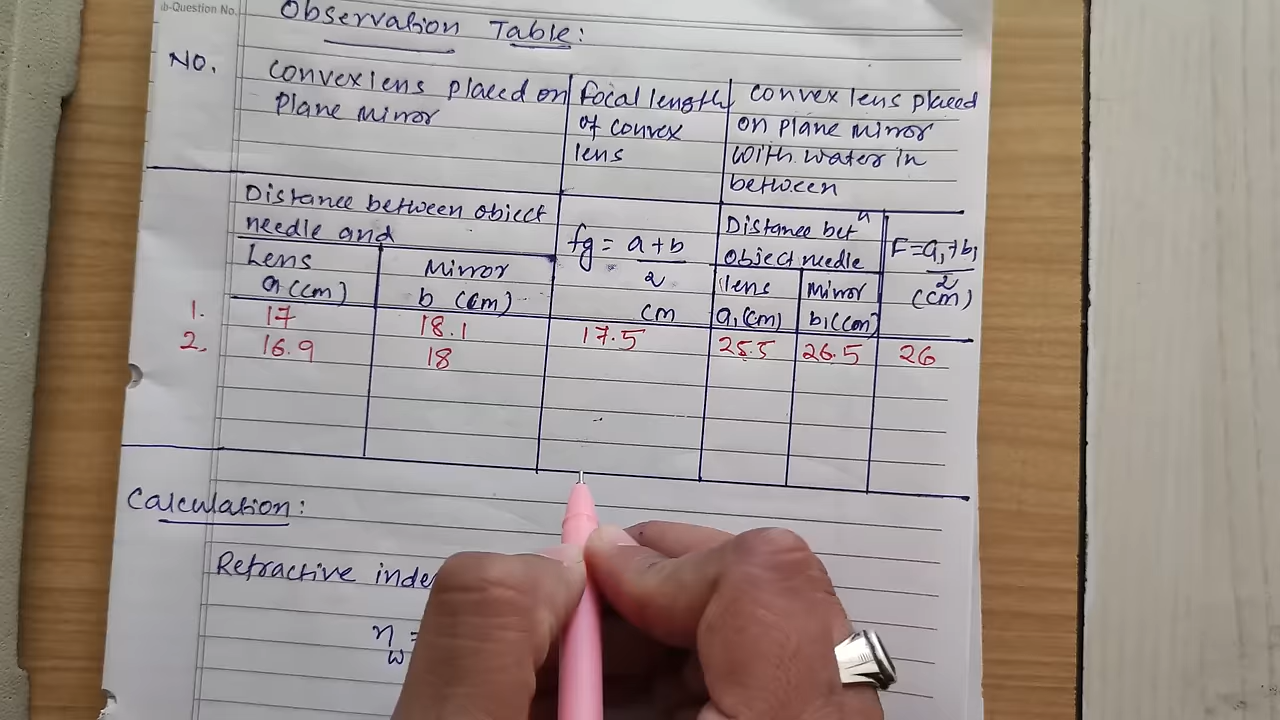 b-Question No.
Observation Table:
NO.
Convex lens placed on
Plane Mirror
focal length
of convex
lens
convex lens placed
on plane Mirror
With water in
between
Distance between object
needle and
Lens
a (cm)
Mirror
b (cm)
fg = a+b
2
cm
Distance betⁿ
object needle
lens
a₁(cm)
Mirror
b₁(cm)
F=a₁+b₁
2
(cm)
1. 17 18.1 17.5 25.5 26.5 26
2. 16.9 18
Calculation:
Refractive inde
n
w =